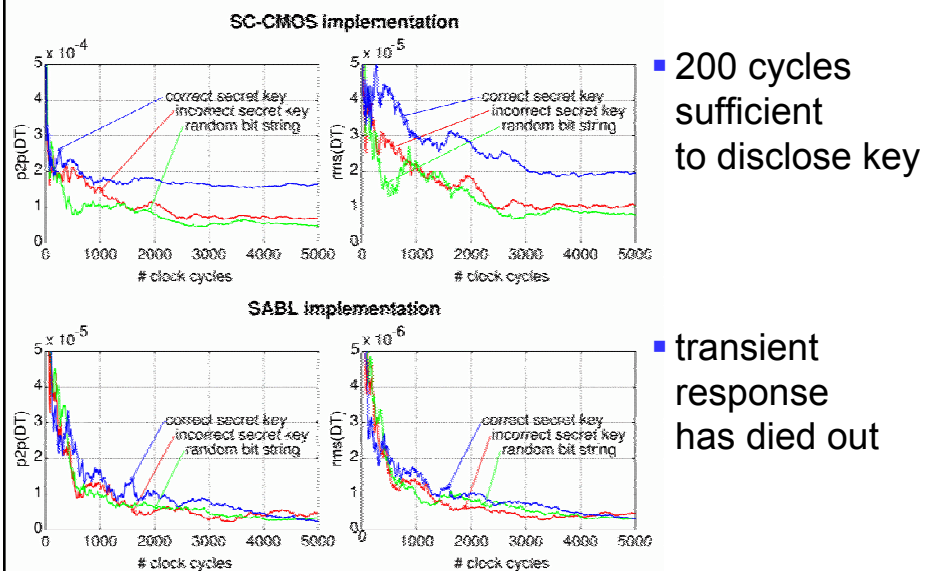 SC-CMOS implementation
5 x 10^-4
4
3
2
1
0
p2p(DT)
correct secret key
incorrect secret key
random bit string
0 1000 2000 3000 4000 5000
# clock cycles
5 x 10^-5
4
3
2
1
0
rms(DT)
correct secret key
incorrect secret key
random bit string
0 1000 2000 3000 4000 5000
# clock cycles
200 cycles
sufficient
to disclose key
SABL implementation
5 x 10^-5
4
3
2
1
0
p2p(DT)
correct secret key
incorrect secret key
random bit string
0 1000 2000 3000 4000 5000
# clock cycles
5 x 10^-6
4
3
2
1
0
rms(DT)
correct secret key
incorrect secret key
random bit string
0 1000 2000 3000 4000 5000
# clock cycles
transient
response
has died out